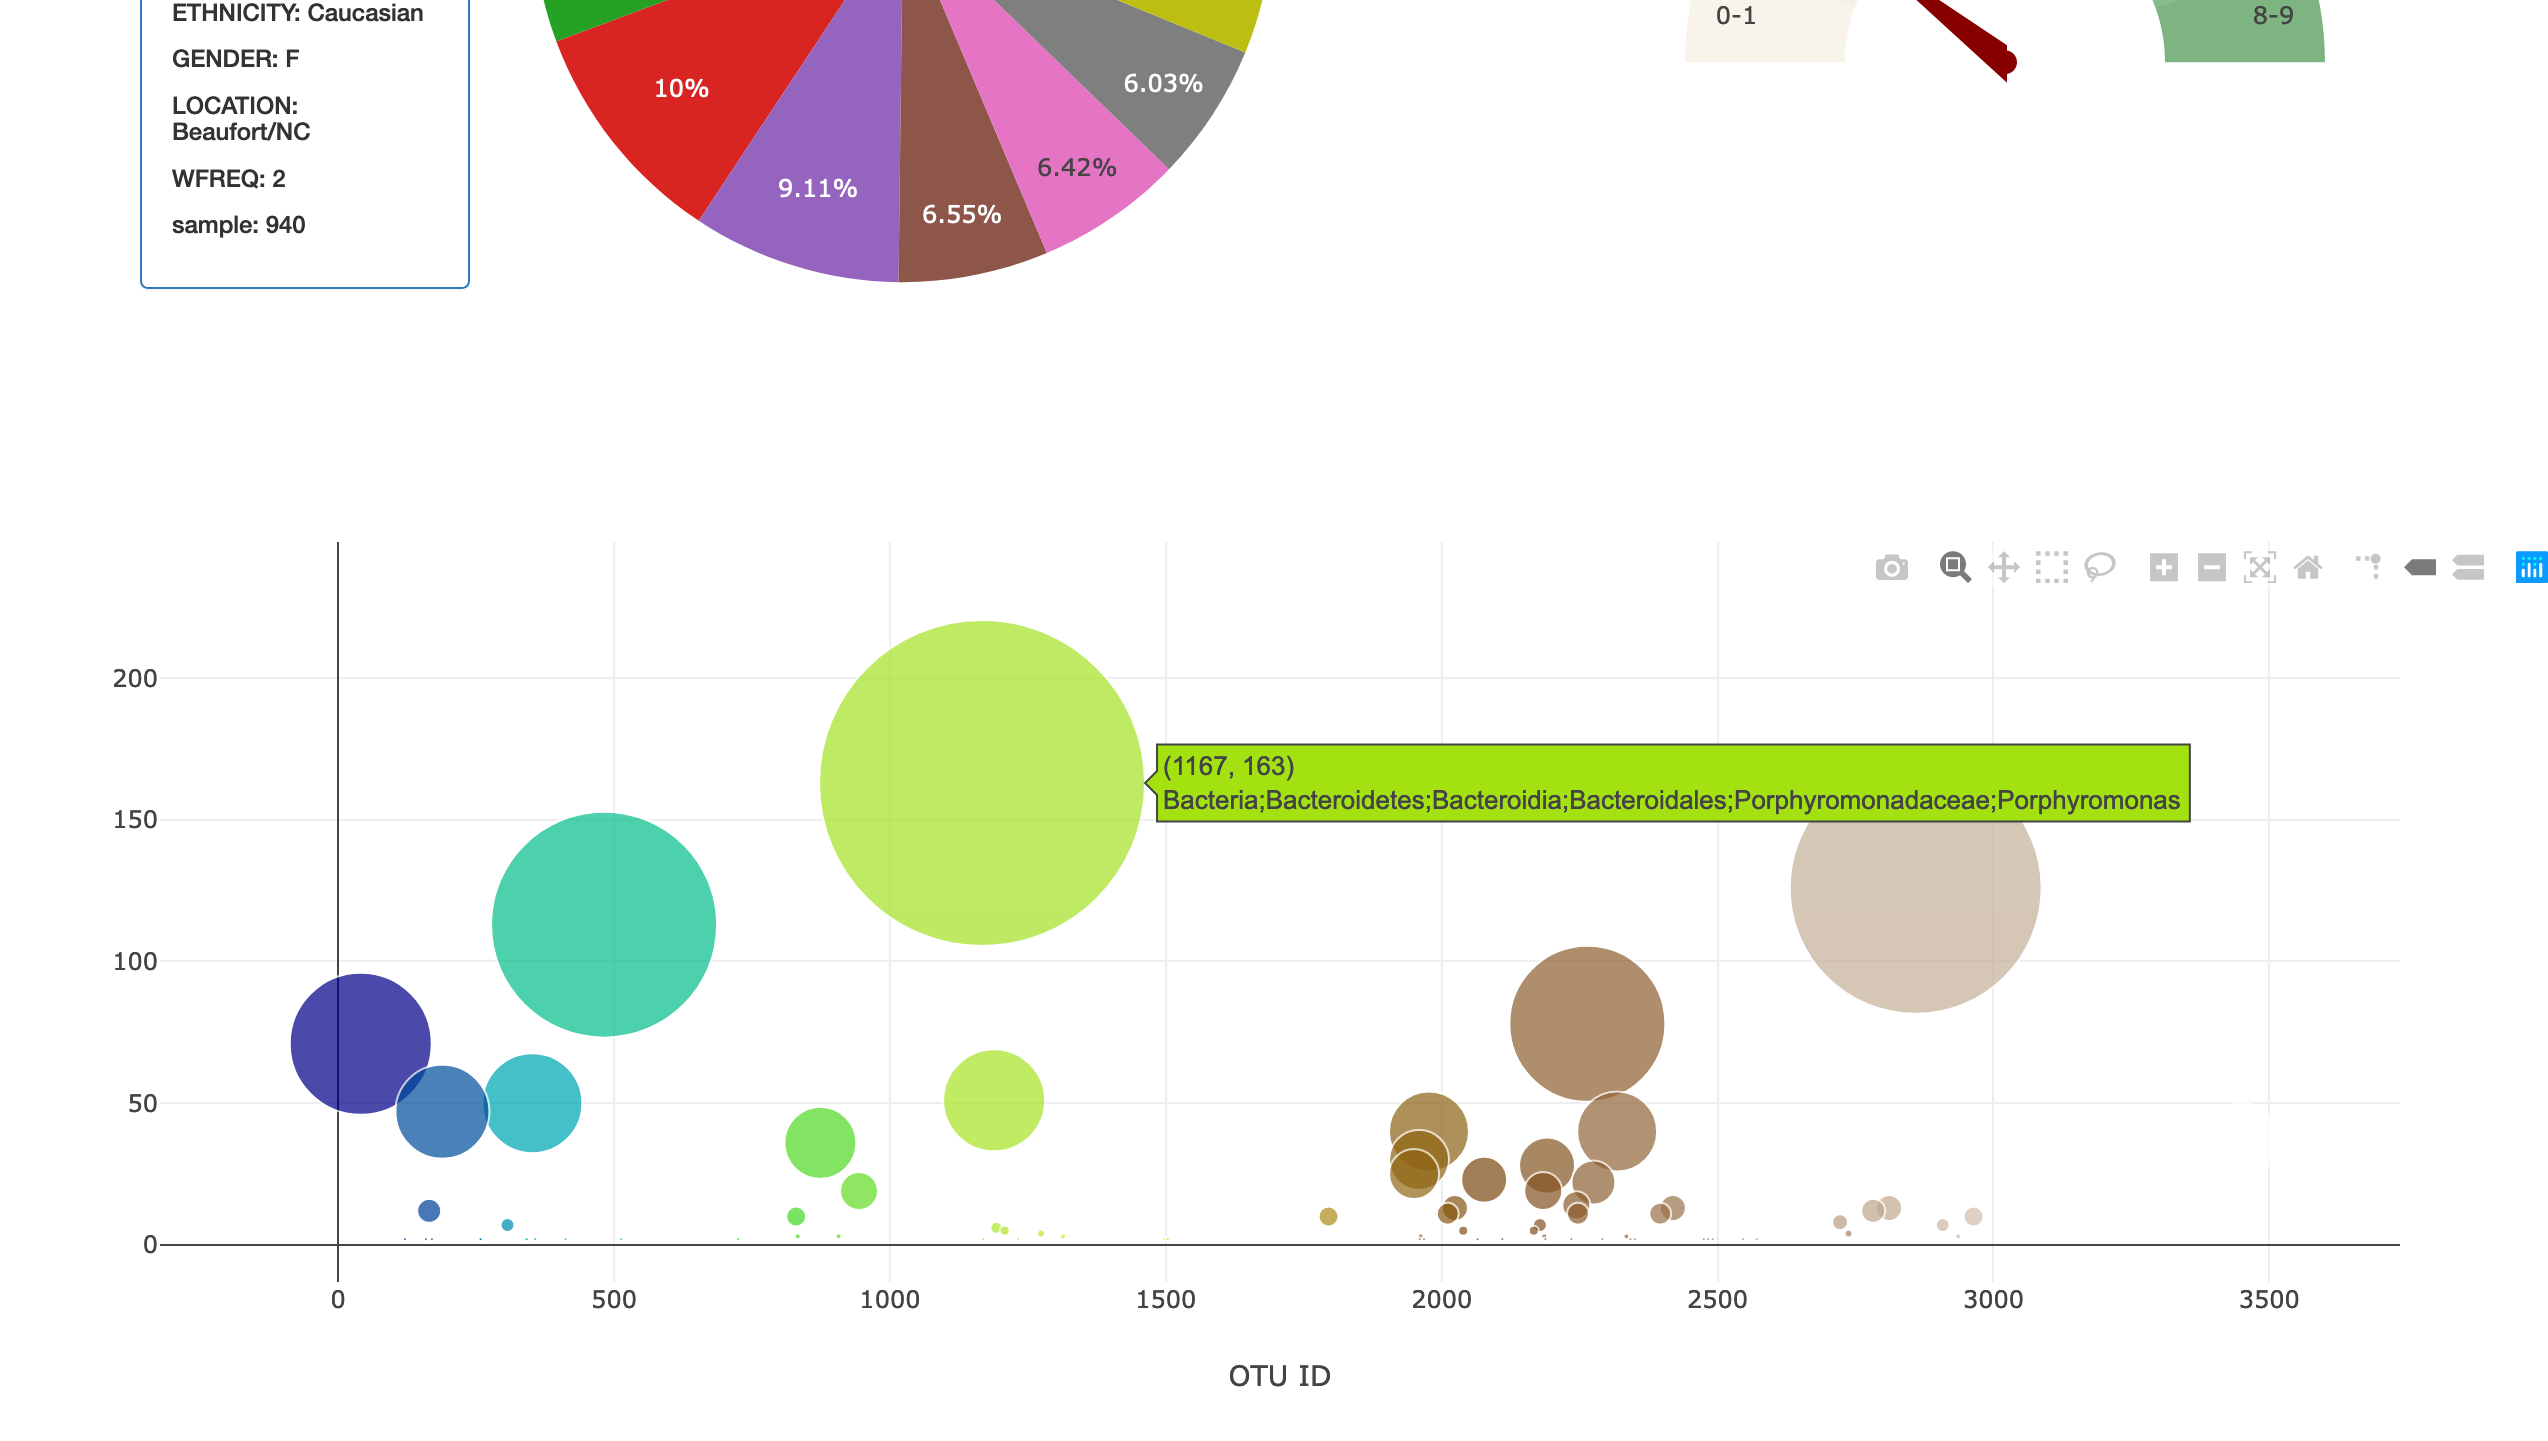 ETHNICITY: Caucasian
GENDER: F
LOCATION:
Beaufort/NC
WFREQ: 2
sample: 940
10%
9.11%
6.55%
6.42%
6.03%
0-1
8-9
200
150
100
50
0
(1167, 163)
Bacteria;Bacteroidetes;Bacteroidia;Bacteroidales;Porphyromonadaceae;Porphyromonas
0
500
1000
1500
2000
2500
3000
3500
OTU ID